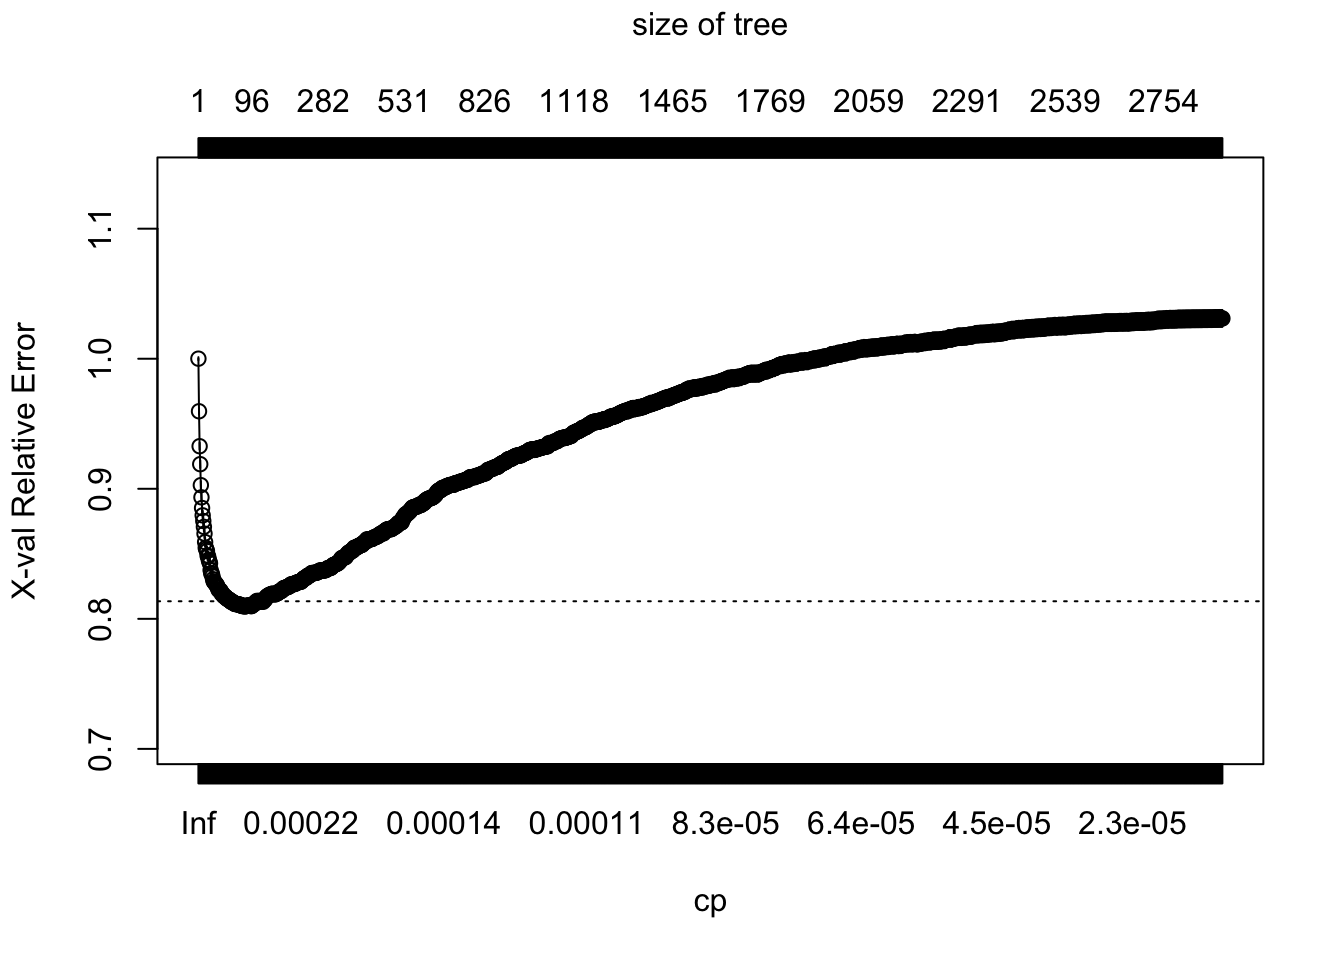 size of tree
1 96 282 531 826 1118 1465 1769 2059 2291 2539 2754
X-val Relative Error
1.1
1.0
0.9
0.8
0.7
Inf 0.00022 0.00014 0.00011 8.3e-05 6.4e-05 4.5e-05 2.3e-05
cp